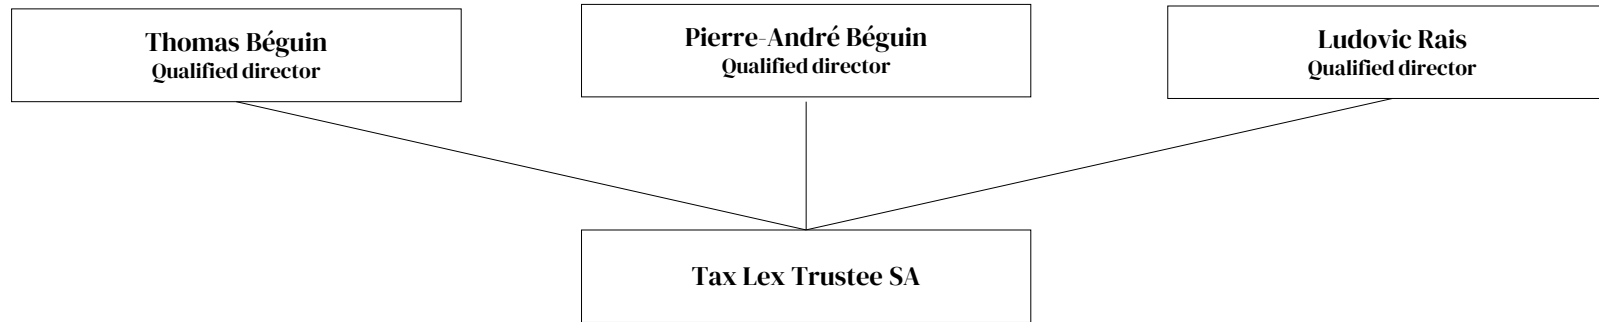 Thomas Béguin
Qualified director
Pierre-André Béguin
Qualified director
Ludovic Rais
Qualified director
Tax Lex Trustee SA